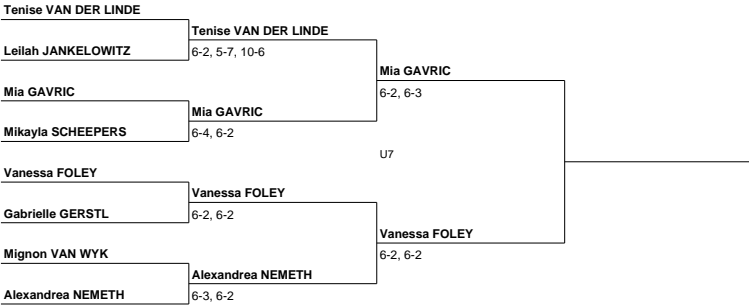 Tenise VAN DER LINDE
Tenise VAN DER LINDE
Leilah JANKELOWITZ
6-2, 5-7, 10-6
Mia GAVRIC
Mia GAVRIC
6-2, 6-3
Mia GAVRIC
Mikayla SCHEEPERS
6-4, 6-2
U7
Vanessa FOLEY
Vanessa FOLEY
Gabrielle GERSTL
6-2, 6-2
Vanessa FOLEY
Mignon VAN WYK
6-2, 6-2
Alexandrea NEMETH
Alexandrea NEMETH
6-3, 6-2